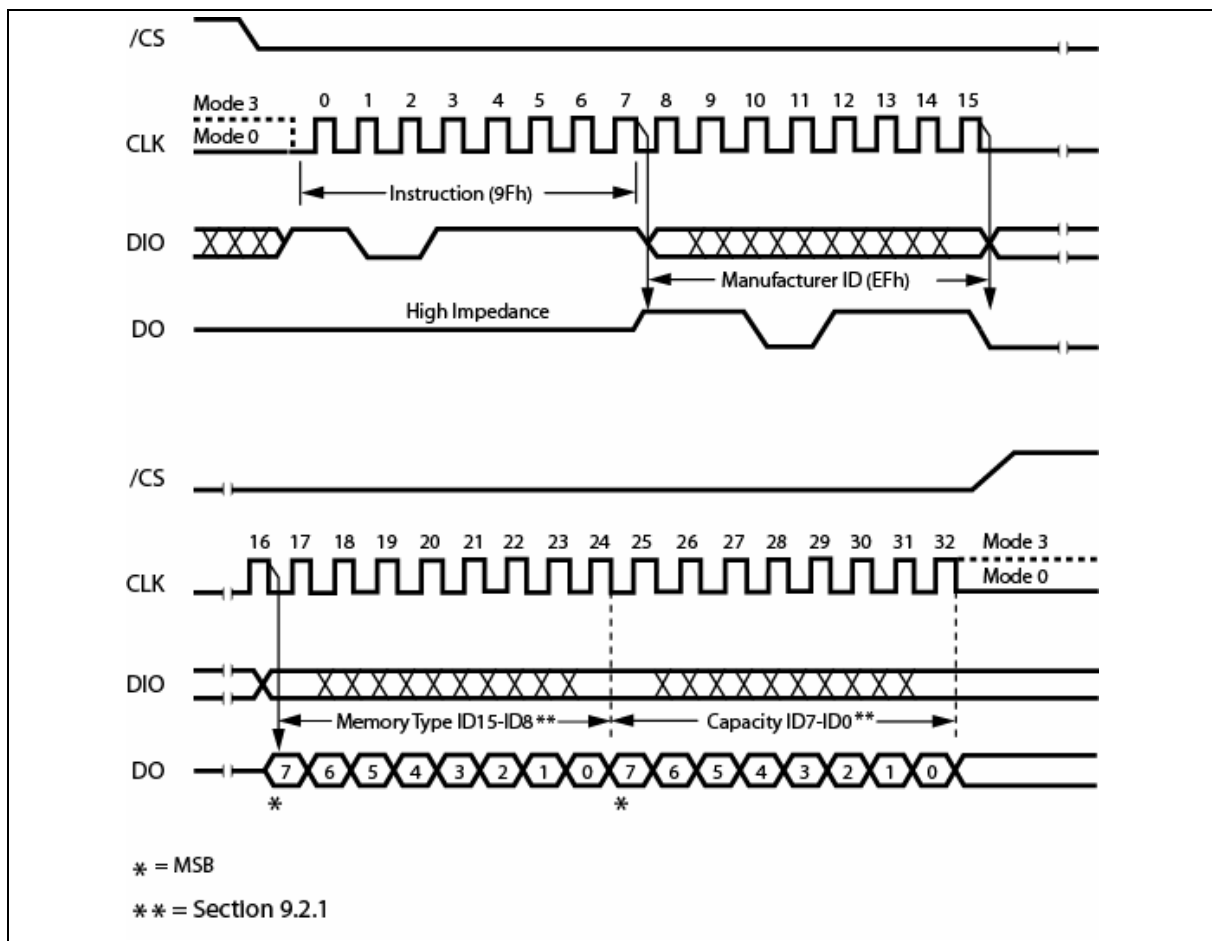 /CS
Mode 3
0 1 2 3 4 5 6 7 8 9 10 11 12 13 14 15
CLK
Mode 0
Instruction (9Fh)
DIO
Manufacturer ID (EFh)
High Impedance
DO
/CS
16 17 18 19 20 21 22 23 24 25 26 27 28 29 30 31 32
Mode 3
CLK
Mode 0
DIO
Memory Type ID15-ID8** Capacity ID7-ID0**
DO
7 6 5 4 3 2 1 0 7 6 5 4 3 2 1 0
* *
* = MSB
** = Section 9.2.1